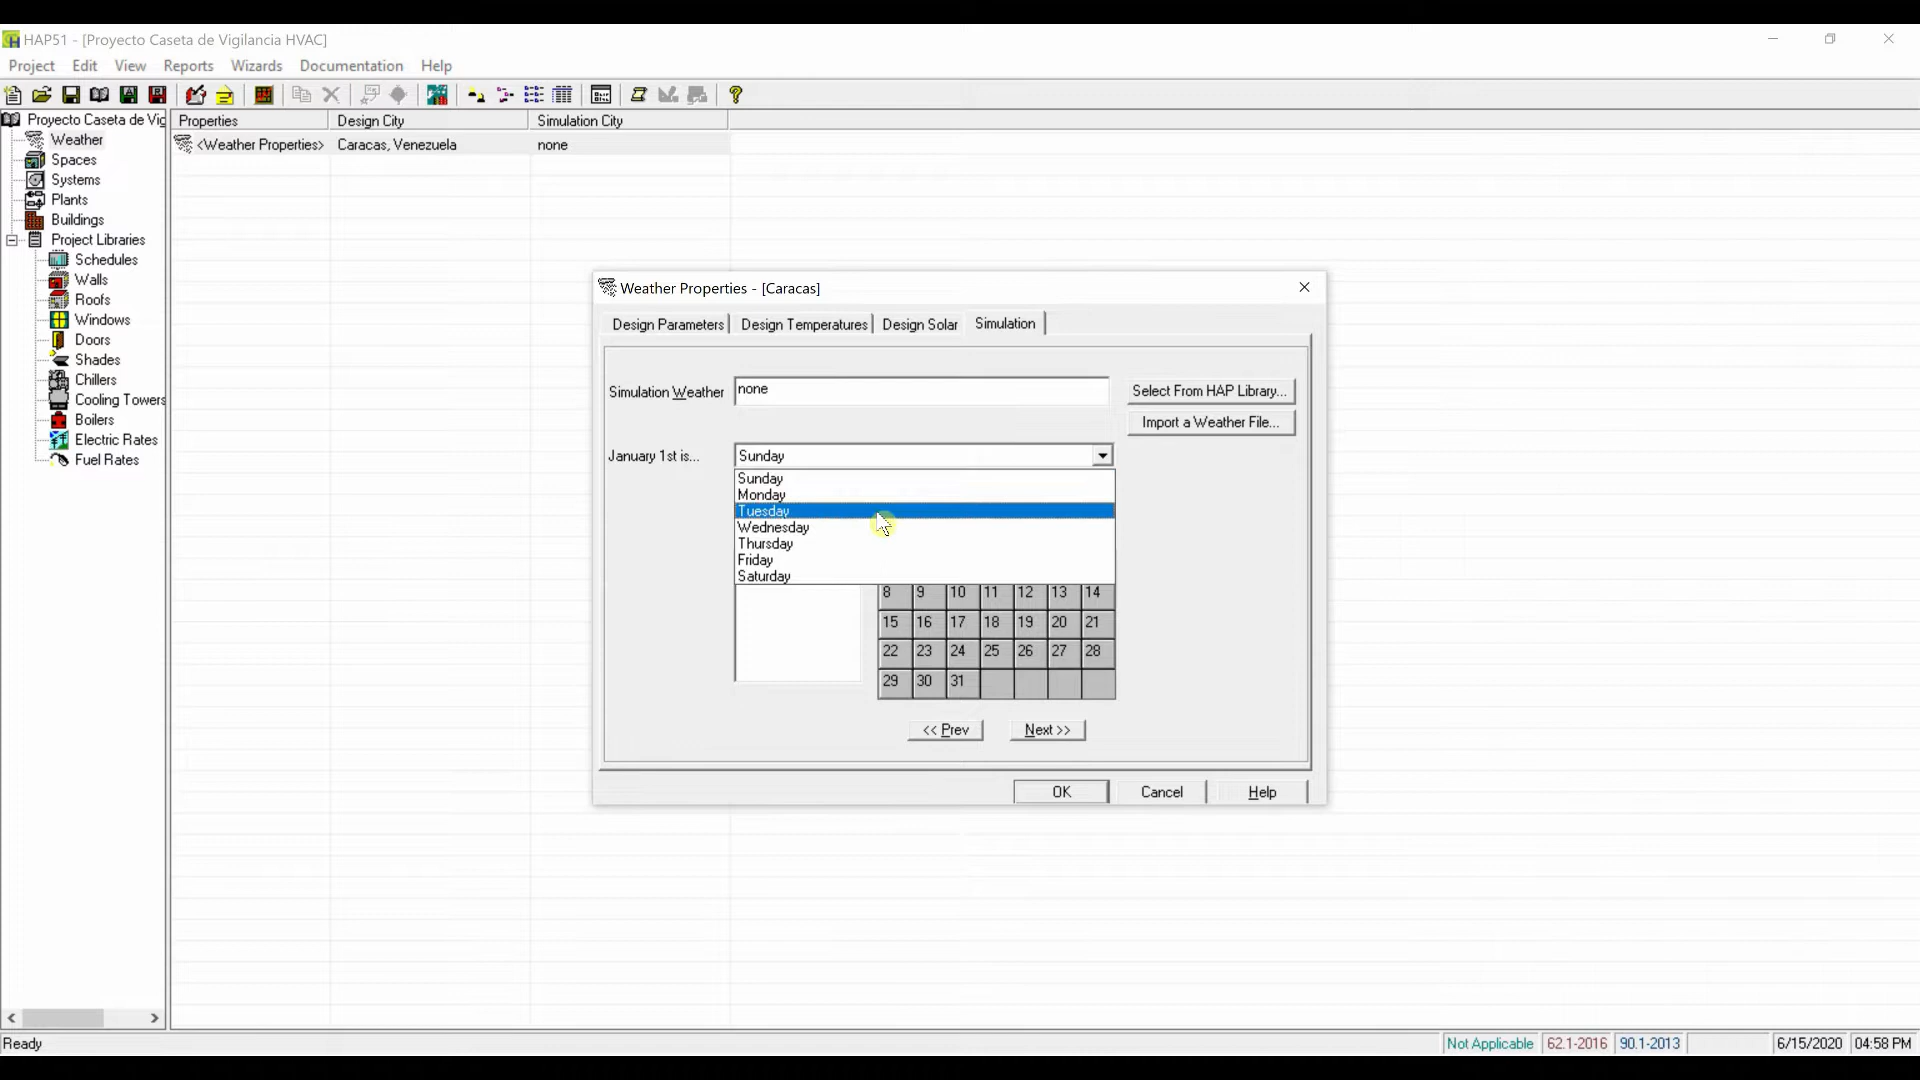 HAP51 - [Proyecto Caseta de Vigilancia HVAC]
Project Edit View Reports Wizards Documentation Help
Proyecto Caseta de Vig
Weather
Spaces
Systems
Plants
Buildings
Project Libraries
Schedules
Walls
Roofs
Windows
Doors
Shades
Chillers
Cooling Towers
Boilers
Electric Rates
Fuel Rates
Properties Design City Simulation City
<Weather Properties> Caracas, Venezuela none
Weather Properties - [Caracas]
Design Parameters Design Temperatures Design Solar Simulation
Simulation Weather none Select From HAP Library...
Import a Weather File...
January 1st is... Sunday
Sunday
Monday
Tuesday
Wednesday
Thursday
Friday
Saturday
8 9 10 11 12 13 14
15 16 17 18 19 20 21
22 23 24 25 26 27 28
29 30 31
<< Prev Next >>
OK Cancel Help
Ready Not Applicable 62.1-2016 90.1-2013 6/15/2020 04:58 PM